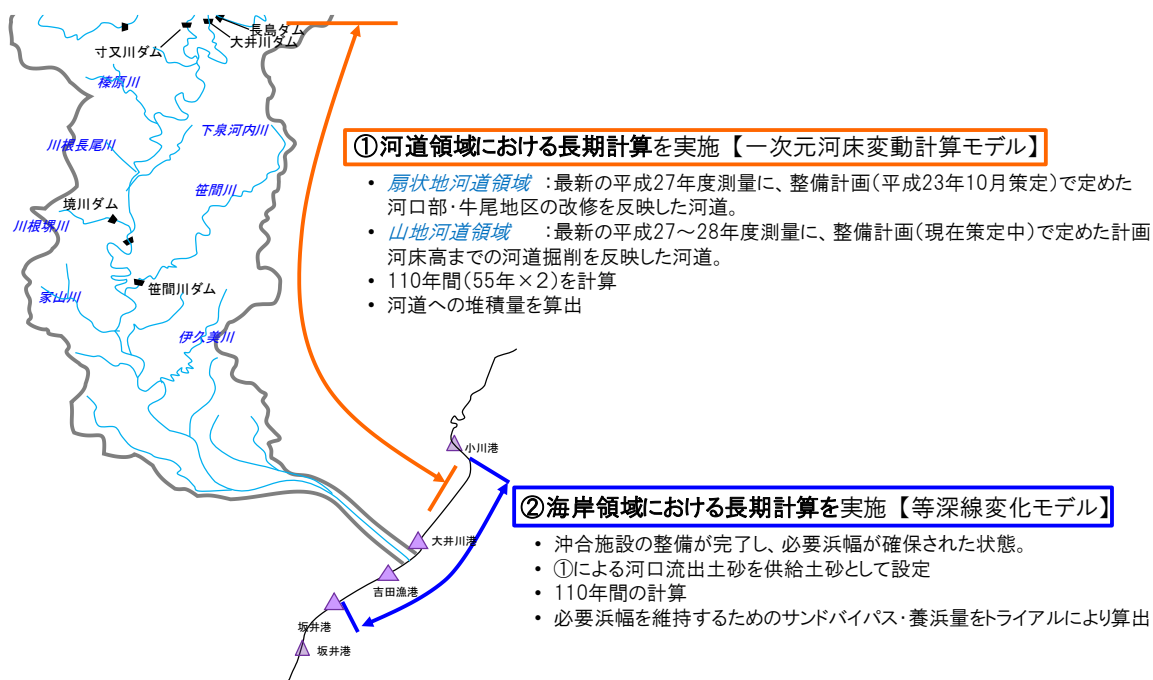 長島ダム
大井川ダム
寸又川ダム
榛原川
下泉河内川
川根長尾川
笹間川
境川ダム
川根堺川
笹間川ダム
家山川
伊久美川
①河道領域における長期計算を実施【一次元河床変動計算モデル】
• 扇状地河道領域 ：最新の平成27年度測量に、整備計画（平成23年10月策定）で定めた
河口部・牛尾地区の改修を反映した河道。
• 山地河道領域 ：最新の平成27～28年度測量に、整備計画（現在策定中）で定めた計画
河床高までの河道掘削を反映した河道。
• 110年間（55年×2）を計算
• 河道への堆積量を算出
小川港
大井川港
吉田漁港
坂井港
坂井港
②海岸領域における長期計算を実施【等深線変化モデル】
• 沖合施設の整備が完了し、必要浜幅が確保された状態。
• ①による河口流出土砂を供給土砂として設定
• 110年間の計算
• 必要浜幅を維持するためのサンドバイパス・養浜量をトライアルにより算出